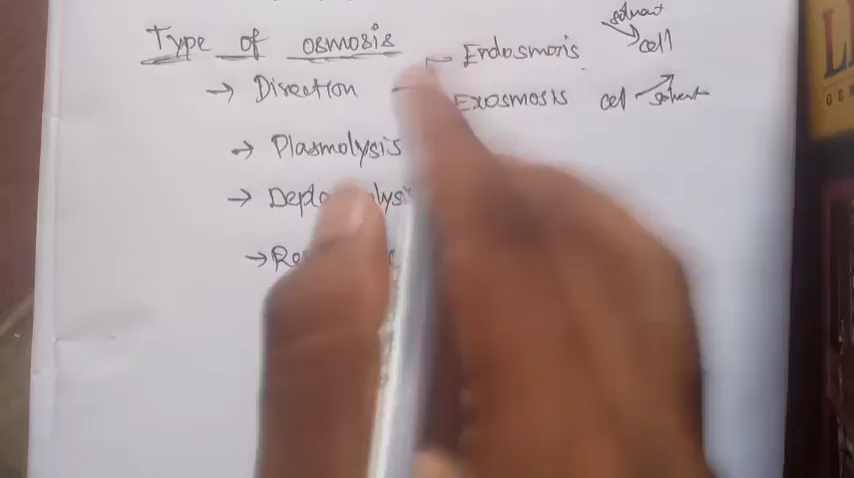 Type of osmosis
solvent
cell
→ Direction
Endosmosis
Exosmosis
cell
solvent
→ Plasmolysis